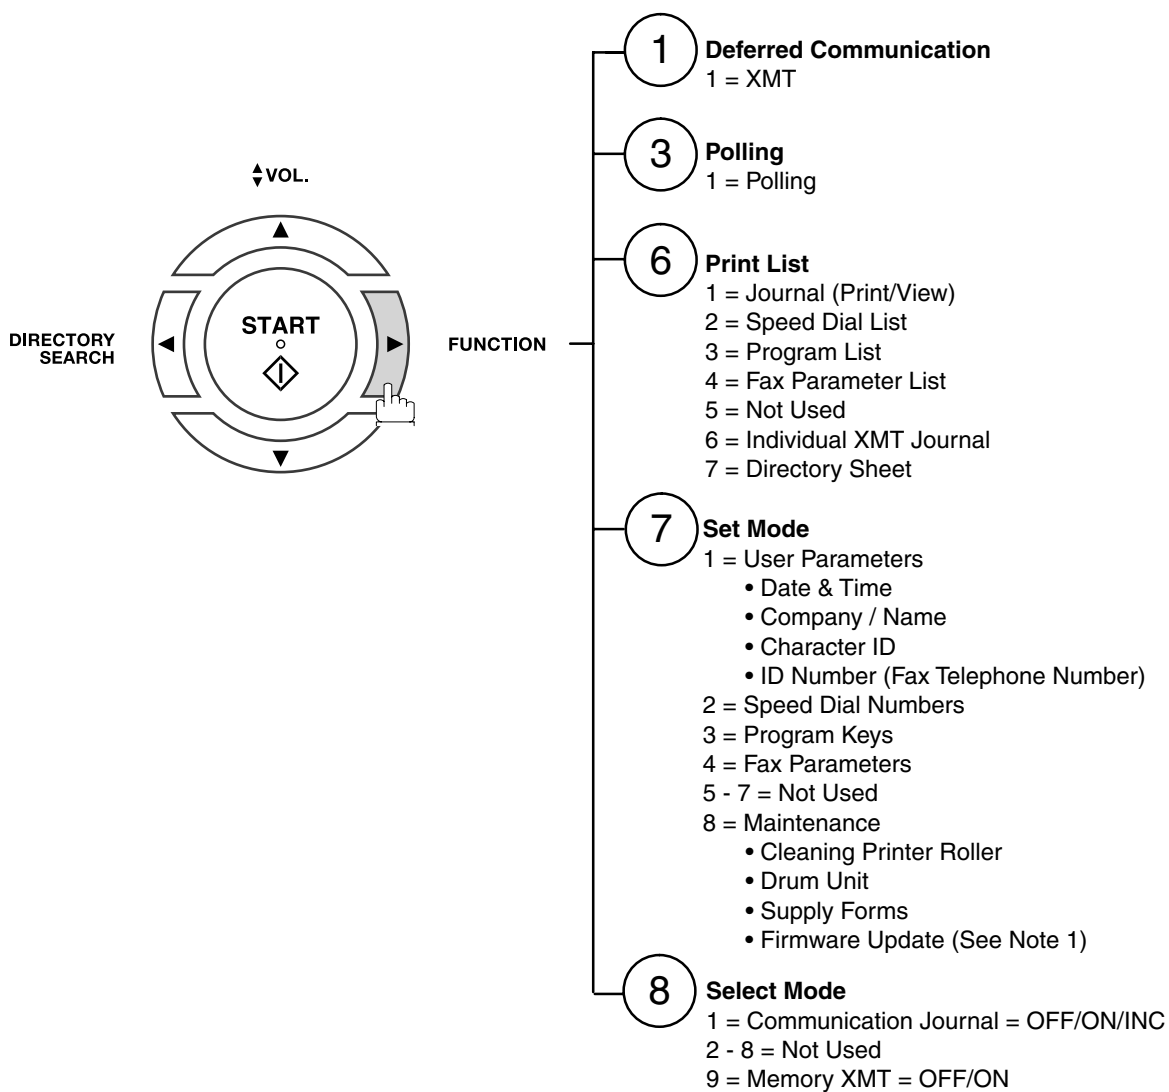 VOL.
DIRECTORY
SEARCH
START
FUNCTION
1
Deferred Communication
1 = XMT
3
Polling
1 = Polling
6
Print List
1 = Journal (Print/View)
2 = Speed Dial List
3 = Program List
4 = Fax Parameter List
5 = Not Used
6 = Individual XMT Journal
7 = Directory Sheet
7
Set Mode
1 = User Parameters
• Date & Time
• Company / Name
• Character ID
• ID Number (Fax Telephone Number)
2 = Speed Dial Numbers
3 = Program Keys
4 = Fax Parameters
5 - 7 = Not Used
8 = Maintenance
• Cleaning Printer Roller
• Drum Unit
• Supply Forms
• Firmware Update (See Note 1)
8
Select Mode
1 = Communication Journal = OFF/ON/INC
2 - 8 = Not Used
9 = Memory XMT = OFF/ON